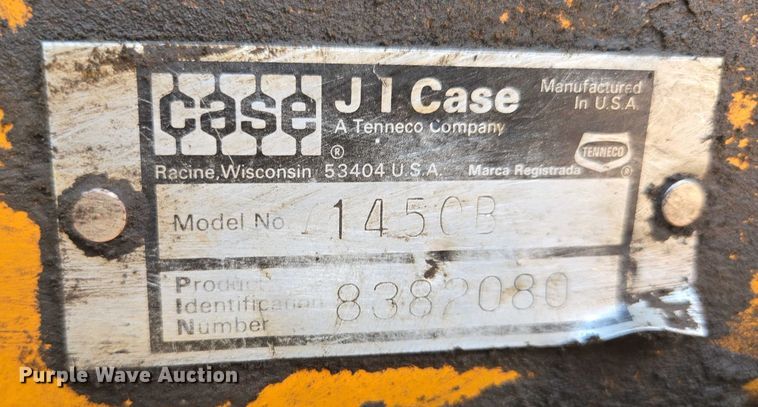 case
J I Case
A Tenneco Company
Manufactured
In U.S.A.
TENNECO
®
®
Racine, Wisconsin 53404 U.S.A. Marca Registrada
Model No. 1450B
Product
Identification
Number
8382080
Purple Wave Auction